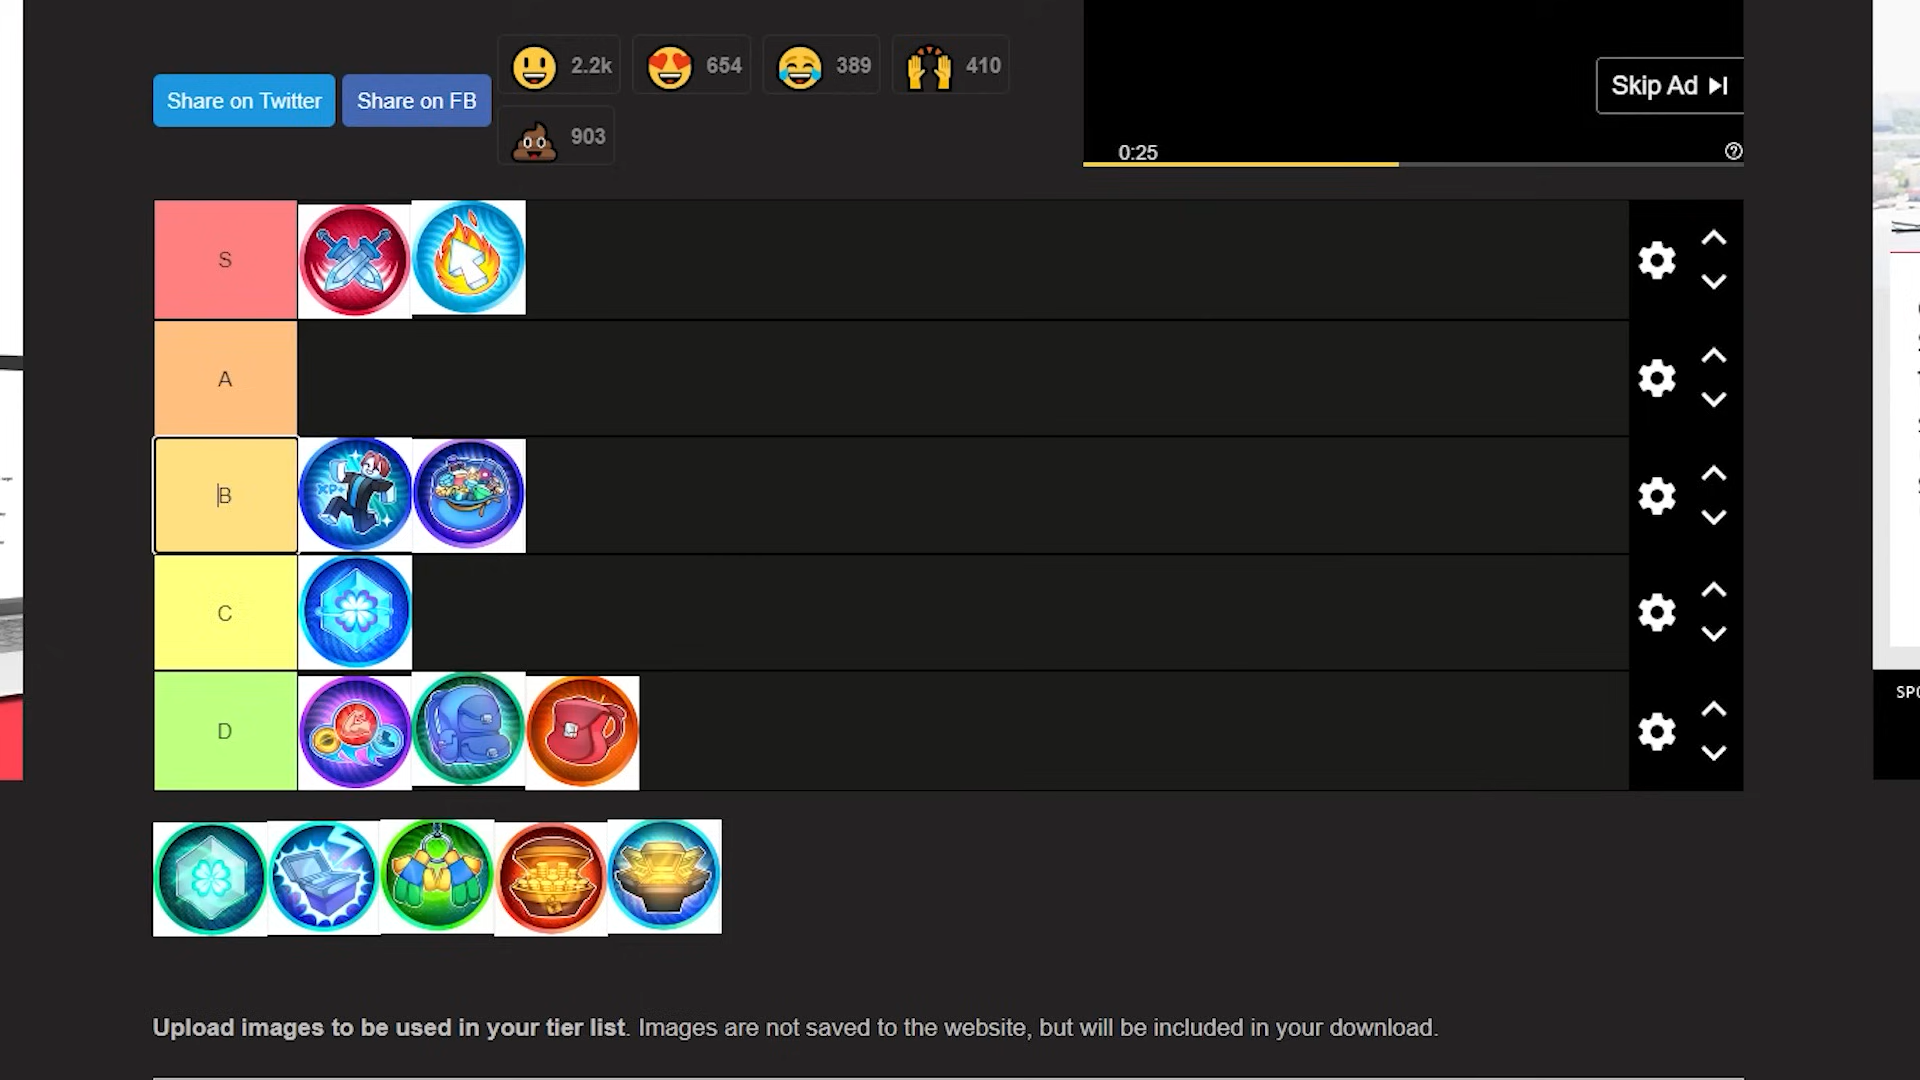 Share on Twitter
Share on FB
2.2k
654
389
410
903
Skip Ad
0:25
S
A
B
XP+
C
D
SPO
Upload images to be used in your tier list. Images are not saved to the website, but will be included in your download.